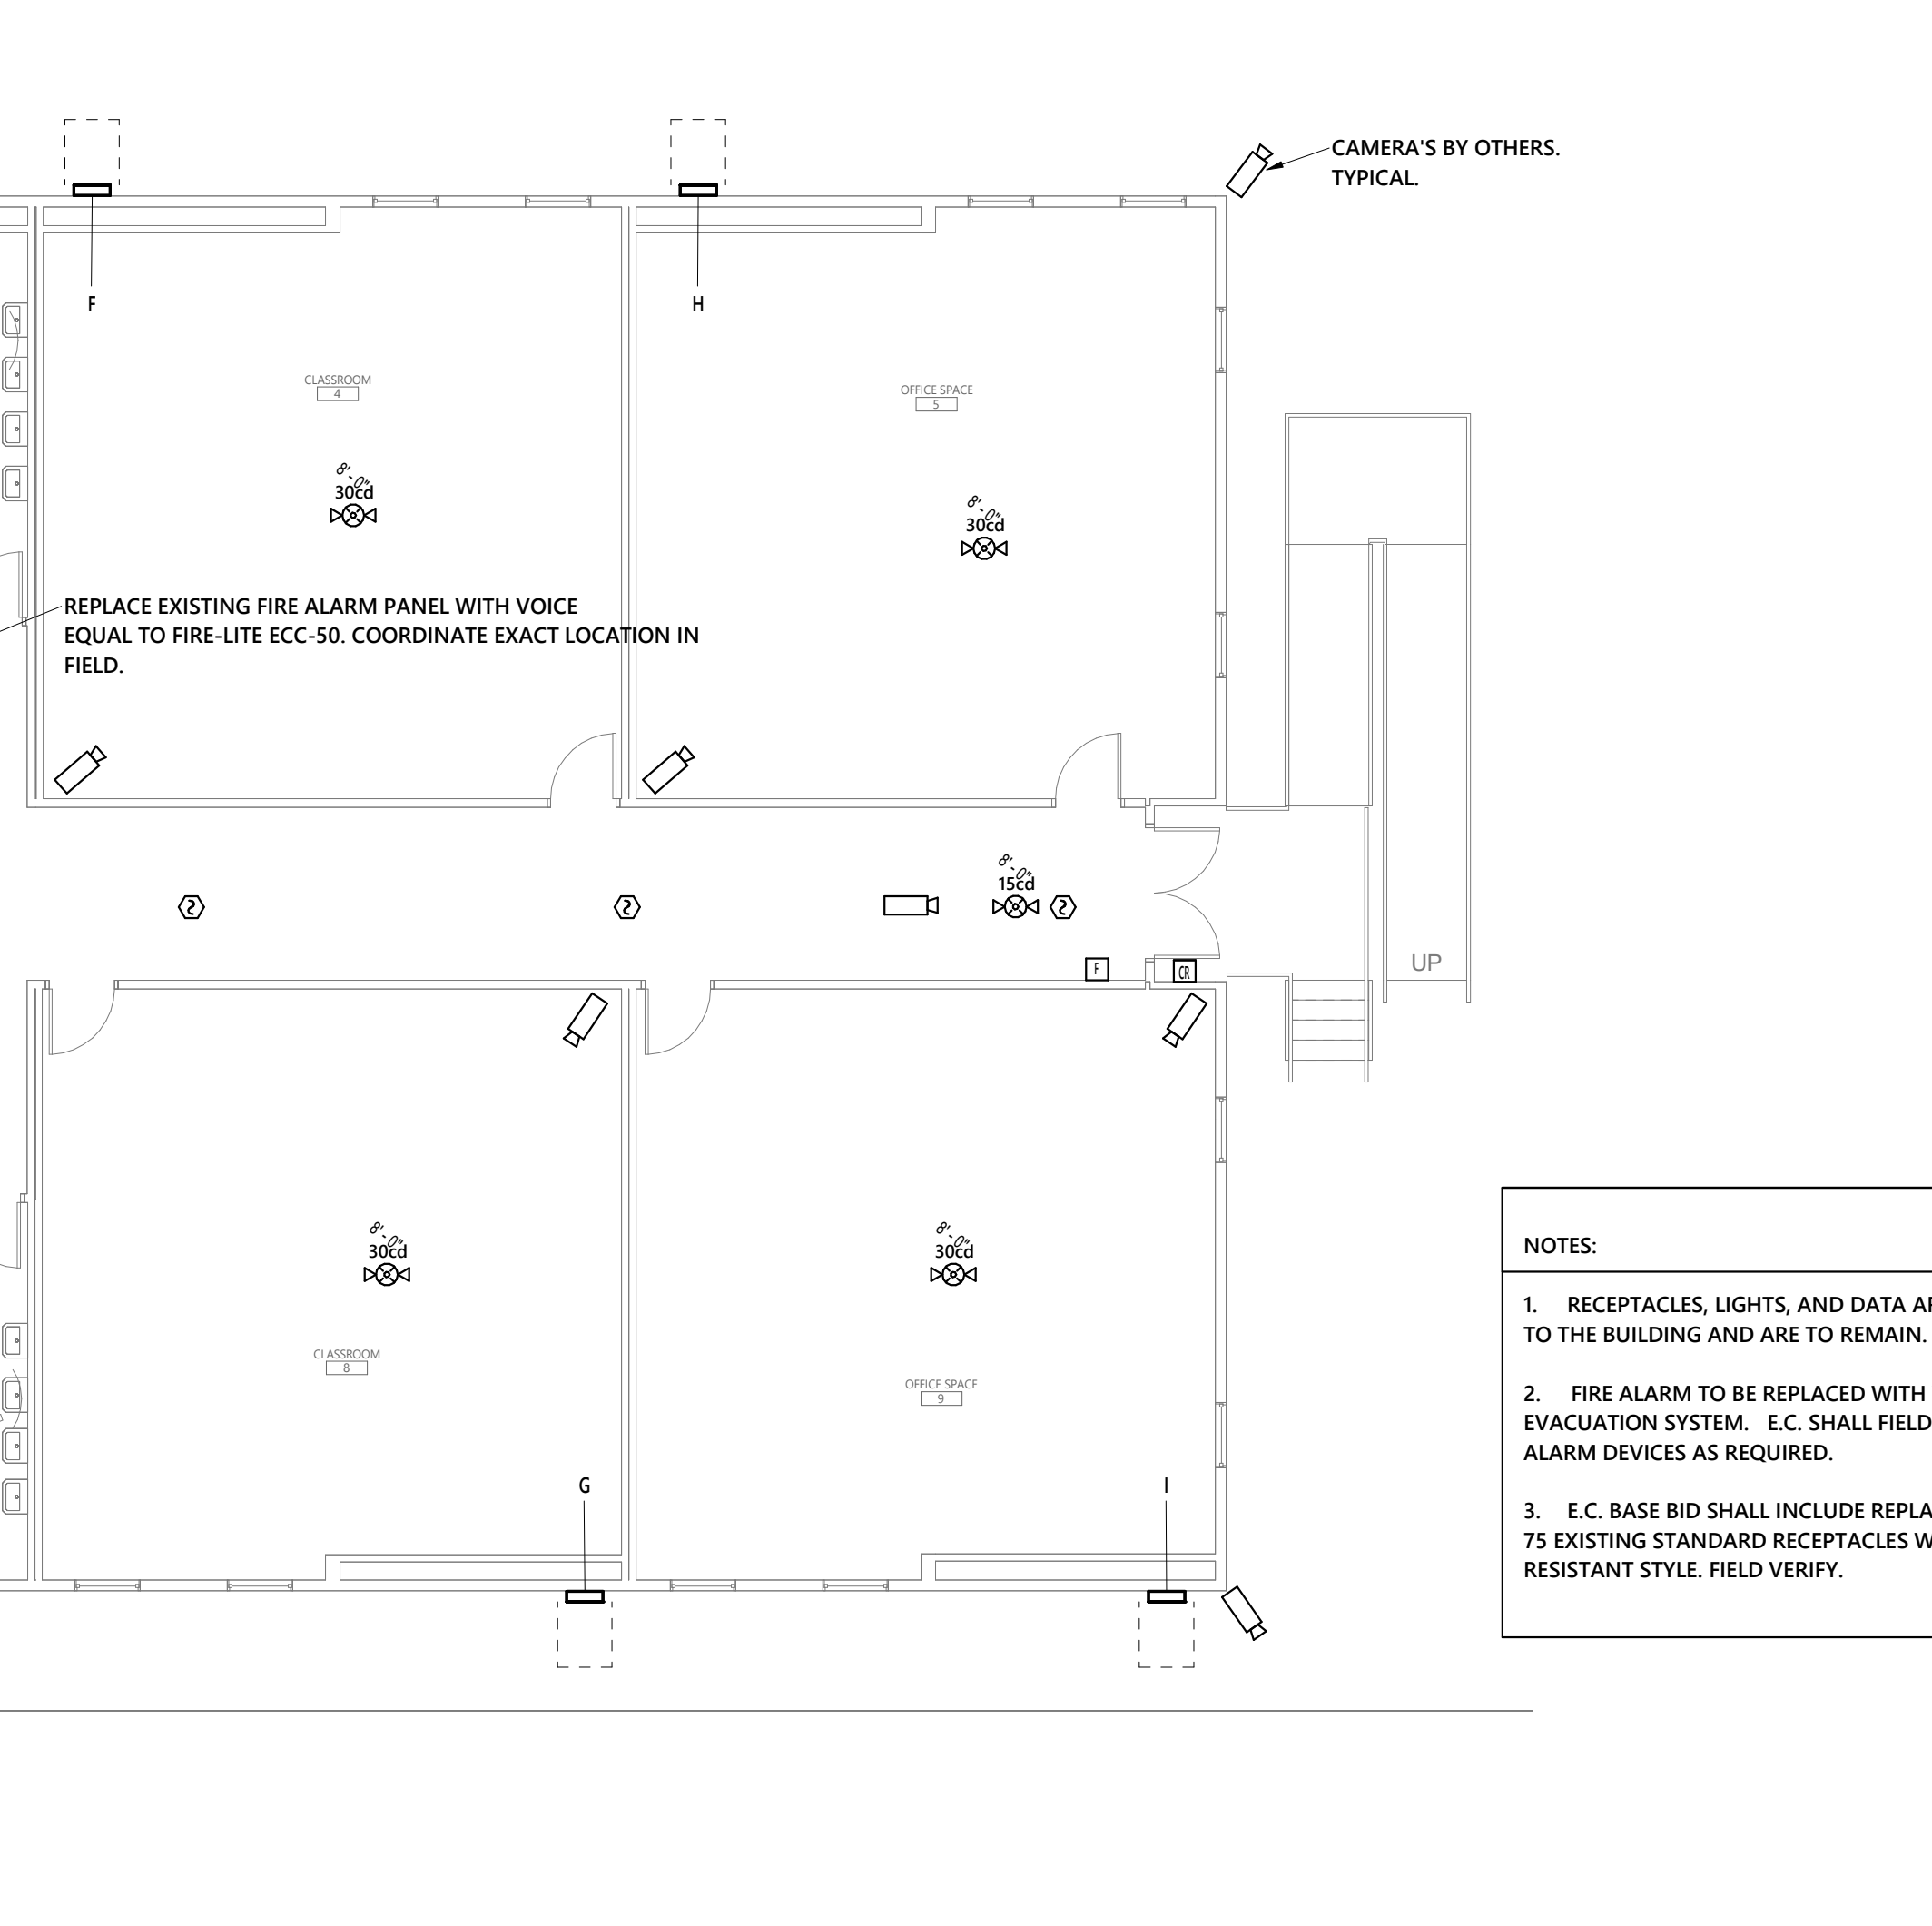 CAMERA'S BY OTHERS.
TYPICAL.
F
H
CLASSROOM
4
OFFICE SPACE
5
8'-0"
30cd
8'-0"
30cd
REPLACE EXISTING FIRE ALARM PANEL WITH VOICE
EQUAL TO FIRE-LITE ECC-50. COORDINATE EXACT LOCATION IN
FIELD.
8'-0"
15cd
F
CR
UP
8'-0"
30cd
8'-0"
30cd
CLASSROOM
8
OFFICE SPACE
9
G
I
NOTES:
1. RECEPTACLES, LIGHTS, AND DATA
TO THE BUILDING AND ARE TO REMAIN.
2. FIRE ALARM TO BE REPLACED WITH
EVACUATION SYSTEM. E.C. SHALL FIELD
ALARM DEVICES AS REQUIRED.
3. E.C. BASE BID SHALL INCLUDE
75 EXISTING STANDARD RECEPTACLES
RESISTANT STYLE. FIELD VERIFY.